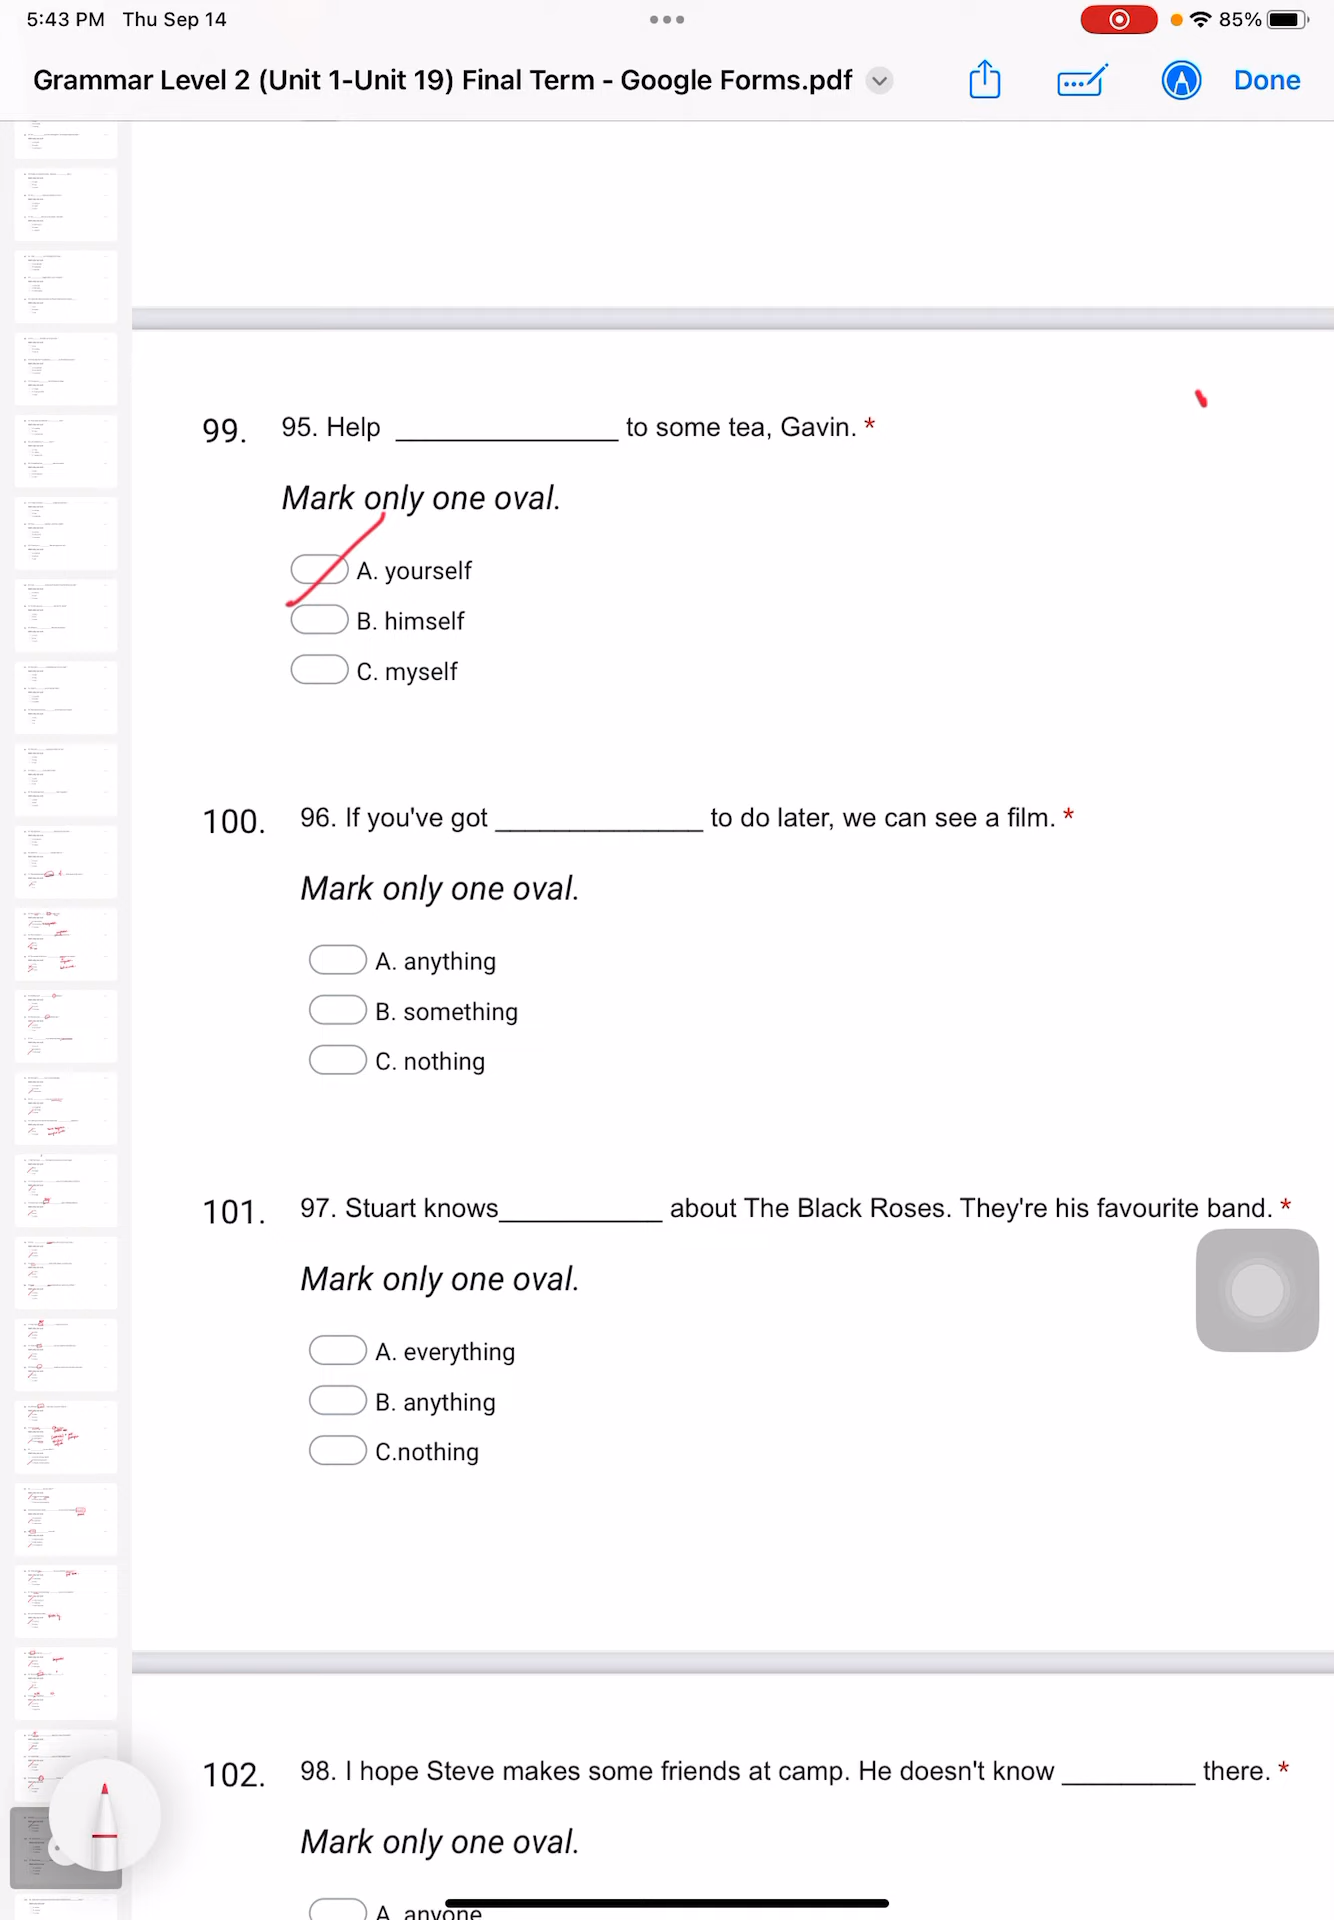 5:43 PM Thu Sep 14
85%
Grammar Level 2 (Unit 1-Unit 19) Final Term - Google Forms.pdf
Done
99. 95. Help ________________ to some tea, Gavin. *
Mark only one oval.
A. yourself
B. himself
C. myself
100. 96. If you've got _______________ to do later, we can see a film. *
Mark only one oval.
A. anything
B. something
C. nothing
101. 97. Stuart knows____________ about The Black Roses. They're his favourite band. *
Mark only one oval.
A. everything
B. anything
C.nothing
102. 98. I hope Steve makes some friends at camp. He doesn't know __________ there. *
Mark only one oval.
A. anyone